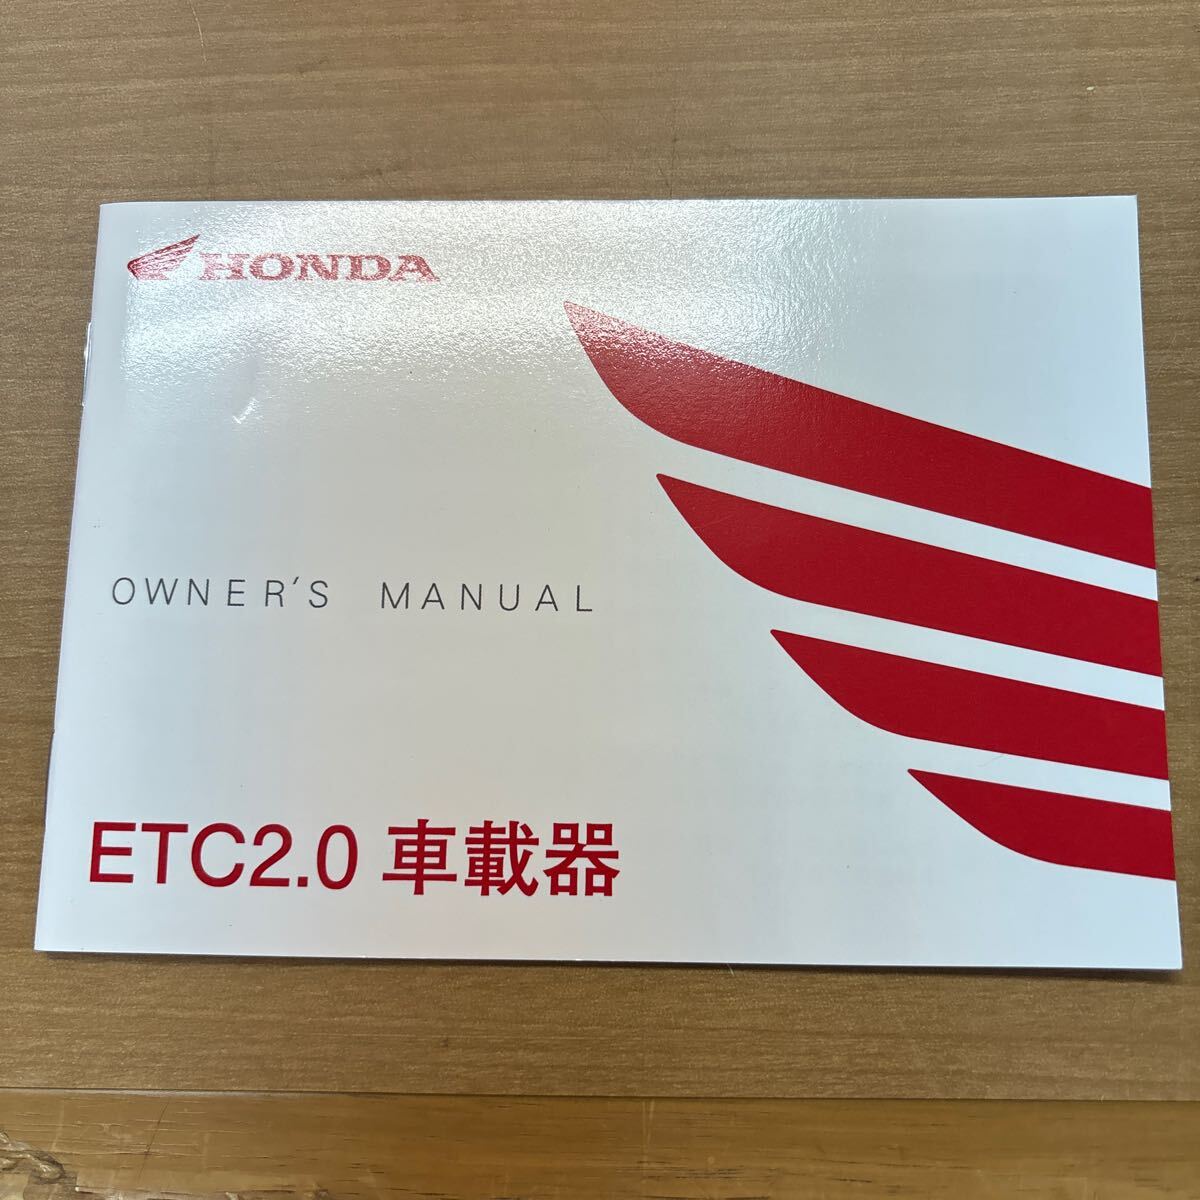 HONDA
OWNER'S MANUAL
ETC2.0 車載器